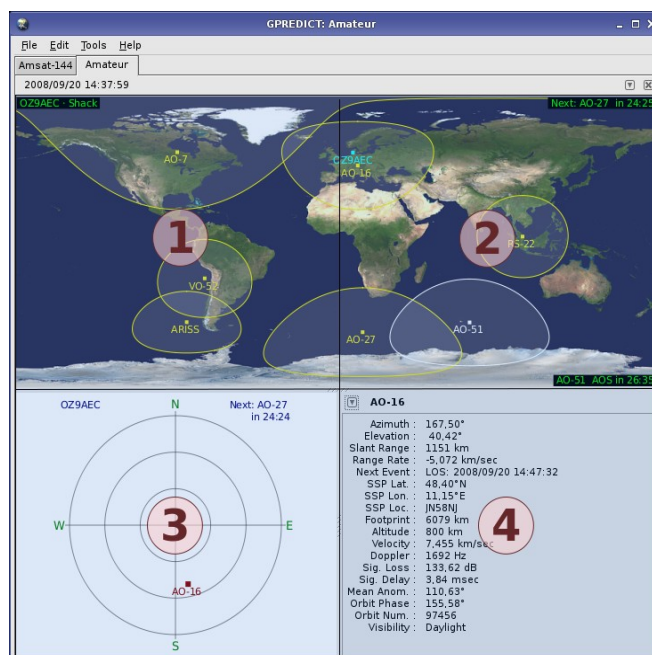 GPREDICT: Amateur
File Edit Tools Help
Amsat-144 Amateur
2008/09/20 14:37:59
OZ9AEC - Shack
Next: AO-27 in 24:25
AO-7
OZ9AEC
AO-16
1
2
RS-22
VO-52
ARISS
AO-27
AO-51
AO-51 AOS in 26:35
OZ9AEC
N
Next: AO-27
in 24:24
W
3
E
AO-16
S
AO-16
Azimuth : 167,50°
Elevation : 40,42°
Slant Range : 1151 km
Range Rate : -5,072 km/sec
Next Event : LOS: 2008/09/20 14:47:32
SSP Lat. : 48,40°N
SSP Lon. : 11,15°E
SSP Loc. : JN58NJ
Footprint : 6079 km
Altitude : 800 km
Velocity : 7,455 km/sec
Doppler : 1692 Hz
Sig. Loss : 133,62 dB
Sig. Delay : 3,84 msec
Mean Anom. : 110,63°
Orbit Phase : 155,58°
Orbit Num. : 97456
Visibility : Daylight
4